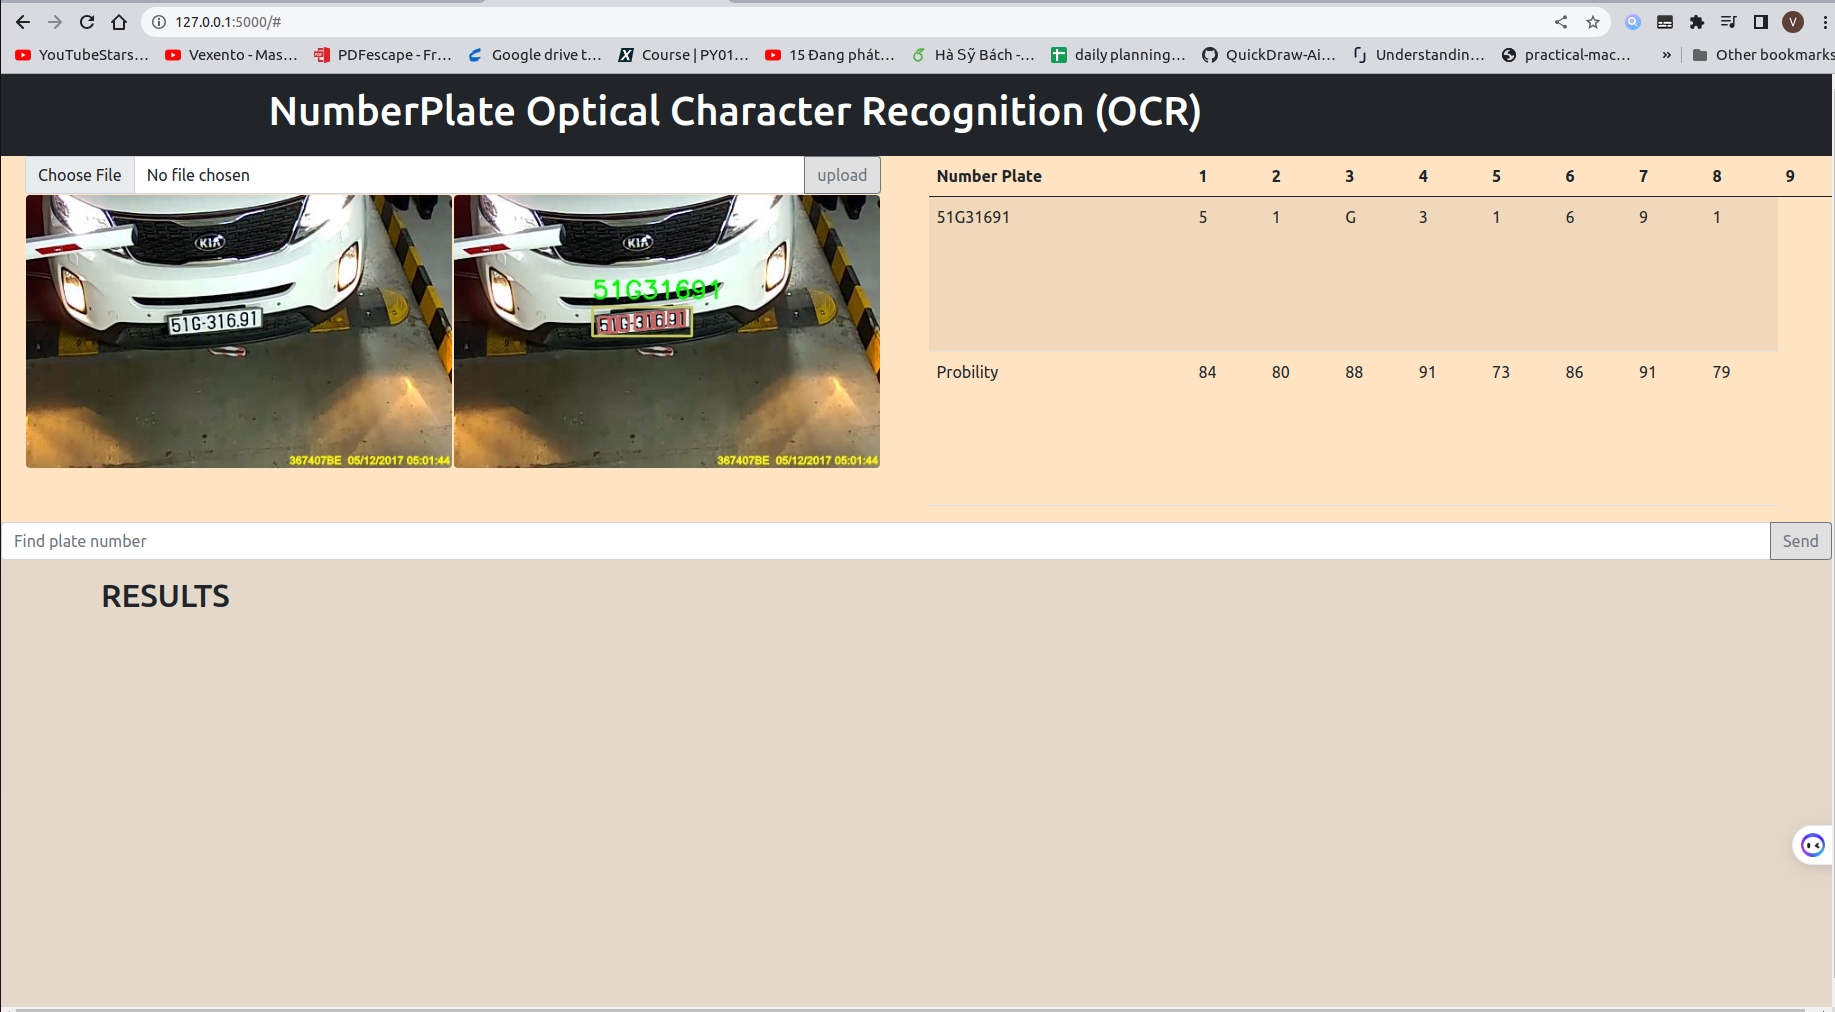 127.0.0.1:5000/#
YouTubeStars... Vexento - Mas... PDFescape - Fr... Google drive t... Course | PY01... 15 Đang phát... Hà Sỹ Bách -... daily planning... QuickDraw-Ai... Understandin... practical-mac... » Other bookmarks
V
NumberPlate Optical Character Recognition (OCR)
Choose File No file chosen upload
KIA
51G-316.91
367407BE 05/12/2017 05:01:44
KIA
51G31691
51G-316.91
367407BE 05/12/2017 05:01:44
Number Plate 1 2 3 4 5 6 7 8 9
51G31691 5 1 G 3 1 6 9 1
Probility 84 80 88 91 73 86 91 79
Find plate number Send
RESULTS